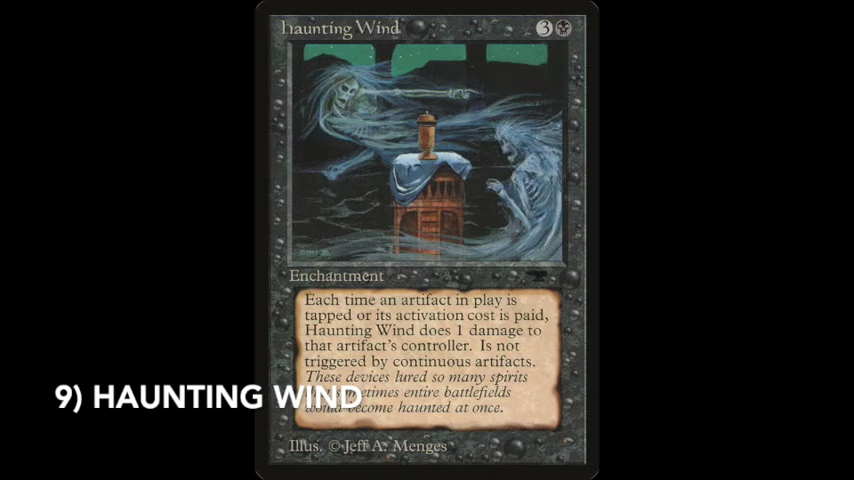 Haunting Wind 3
Enchantment
Each time an artifact in play is
tapped or its activation cost is paid,
Haunting Wind does 1 damage to
that artifact's controller. Is not
triggered by continuous artifacts.
These devices lured so many spirits
sometimes entire battlefields
would become haunted at once.
9) HAUNTING WIND
Illus. © Jeff A. Menges